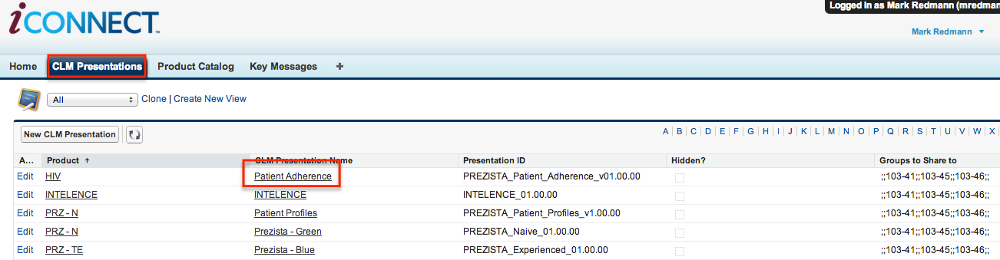 Logged in as Mark Redmann (mredman
iCONNECT™
Mark Redmann
Home CLM Presentations Product Catalog Key Messages +
All Clone | Create New View
New CLM Presentation A | B | C | D | E | F | G | H | I | J | K | L | M | N | O | P | Q | R | S | T | U | V | W | X
A... Product ↑ CLM Presentation Name Presentation ID Hidden? Groups to Share to
Edit HIV Patient Adherence PREZISTA_Patient_Adherence_v01.00.00 ;;103-41;;103-45;;103-46;;
Edit INTELENCE INTELENCE INTELENCE_01.00.00 ;;103-41;;103-45;;103-46;;
Edit PRZ - N Patient Profiles PREZISTA_Patient_Profiles_v1.00.00 ;;103-41;;103-45;;103-46;;
Edit PRZ - N Prezista - Green PREZISTA_Naive_01.00.00 ;;103-41;;103-45;;103-46;;
Edit PRZ - TE Prezista - Blue PREZISTA_Experienced_01.00.00 ;;103-41;;103-45;;103-46;;